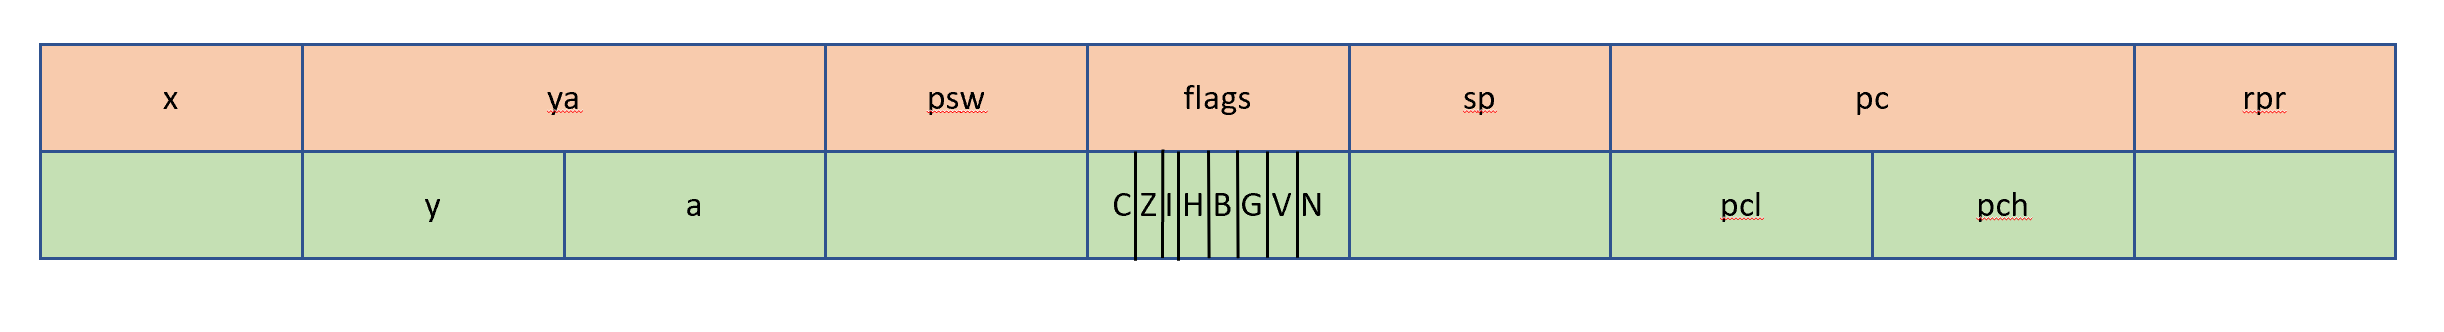 x ya psw flags sp pc rpr
y a C Z I H B G V N pcl pch